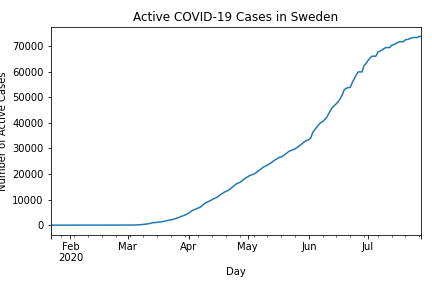 Active COVID-19 Cases in Sweden
Number of Active Cases
70000
60000
50000
40000
30000
20000
10000
0
Feb Mar Apr May Jun Jul
2020
Day